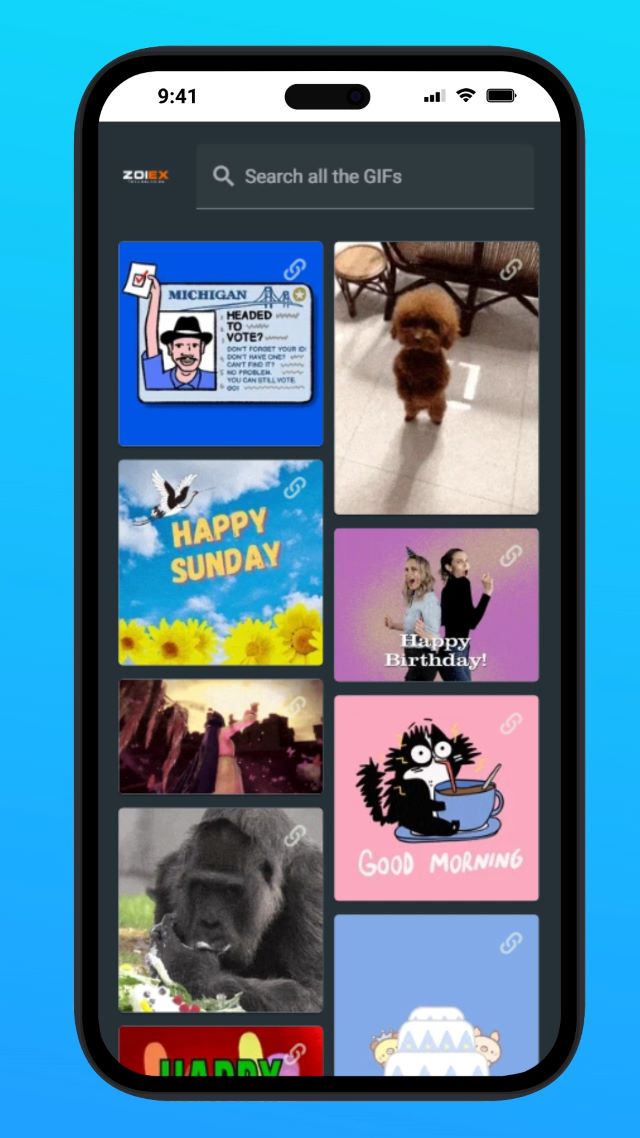 9:41
ZOIEX
Search all the GIFs
MICHIGAN
HEADED
TO
VOTE?
DON'T FORGET YOUR ID!
DON'T HAVE ONE?
CAN'T FIND IT?
NO PROBLEM.
YOU CAN STILL VOTE.
GO!
HAPPY
SUNDAY
Happy
Birthday!
GOOD MORNING
HAPPY